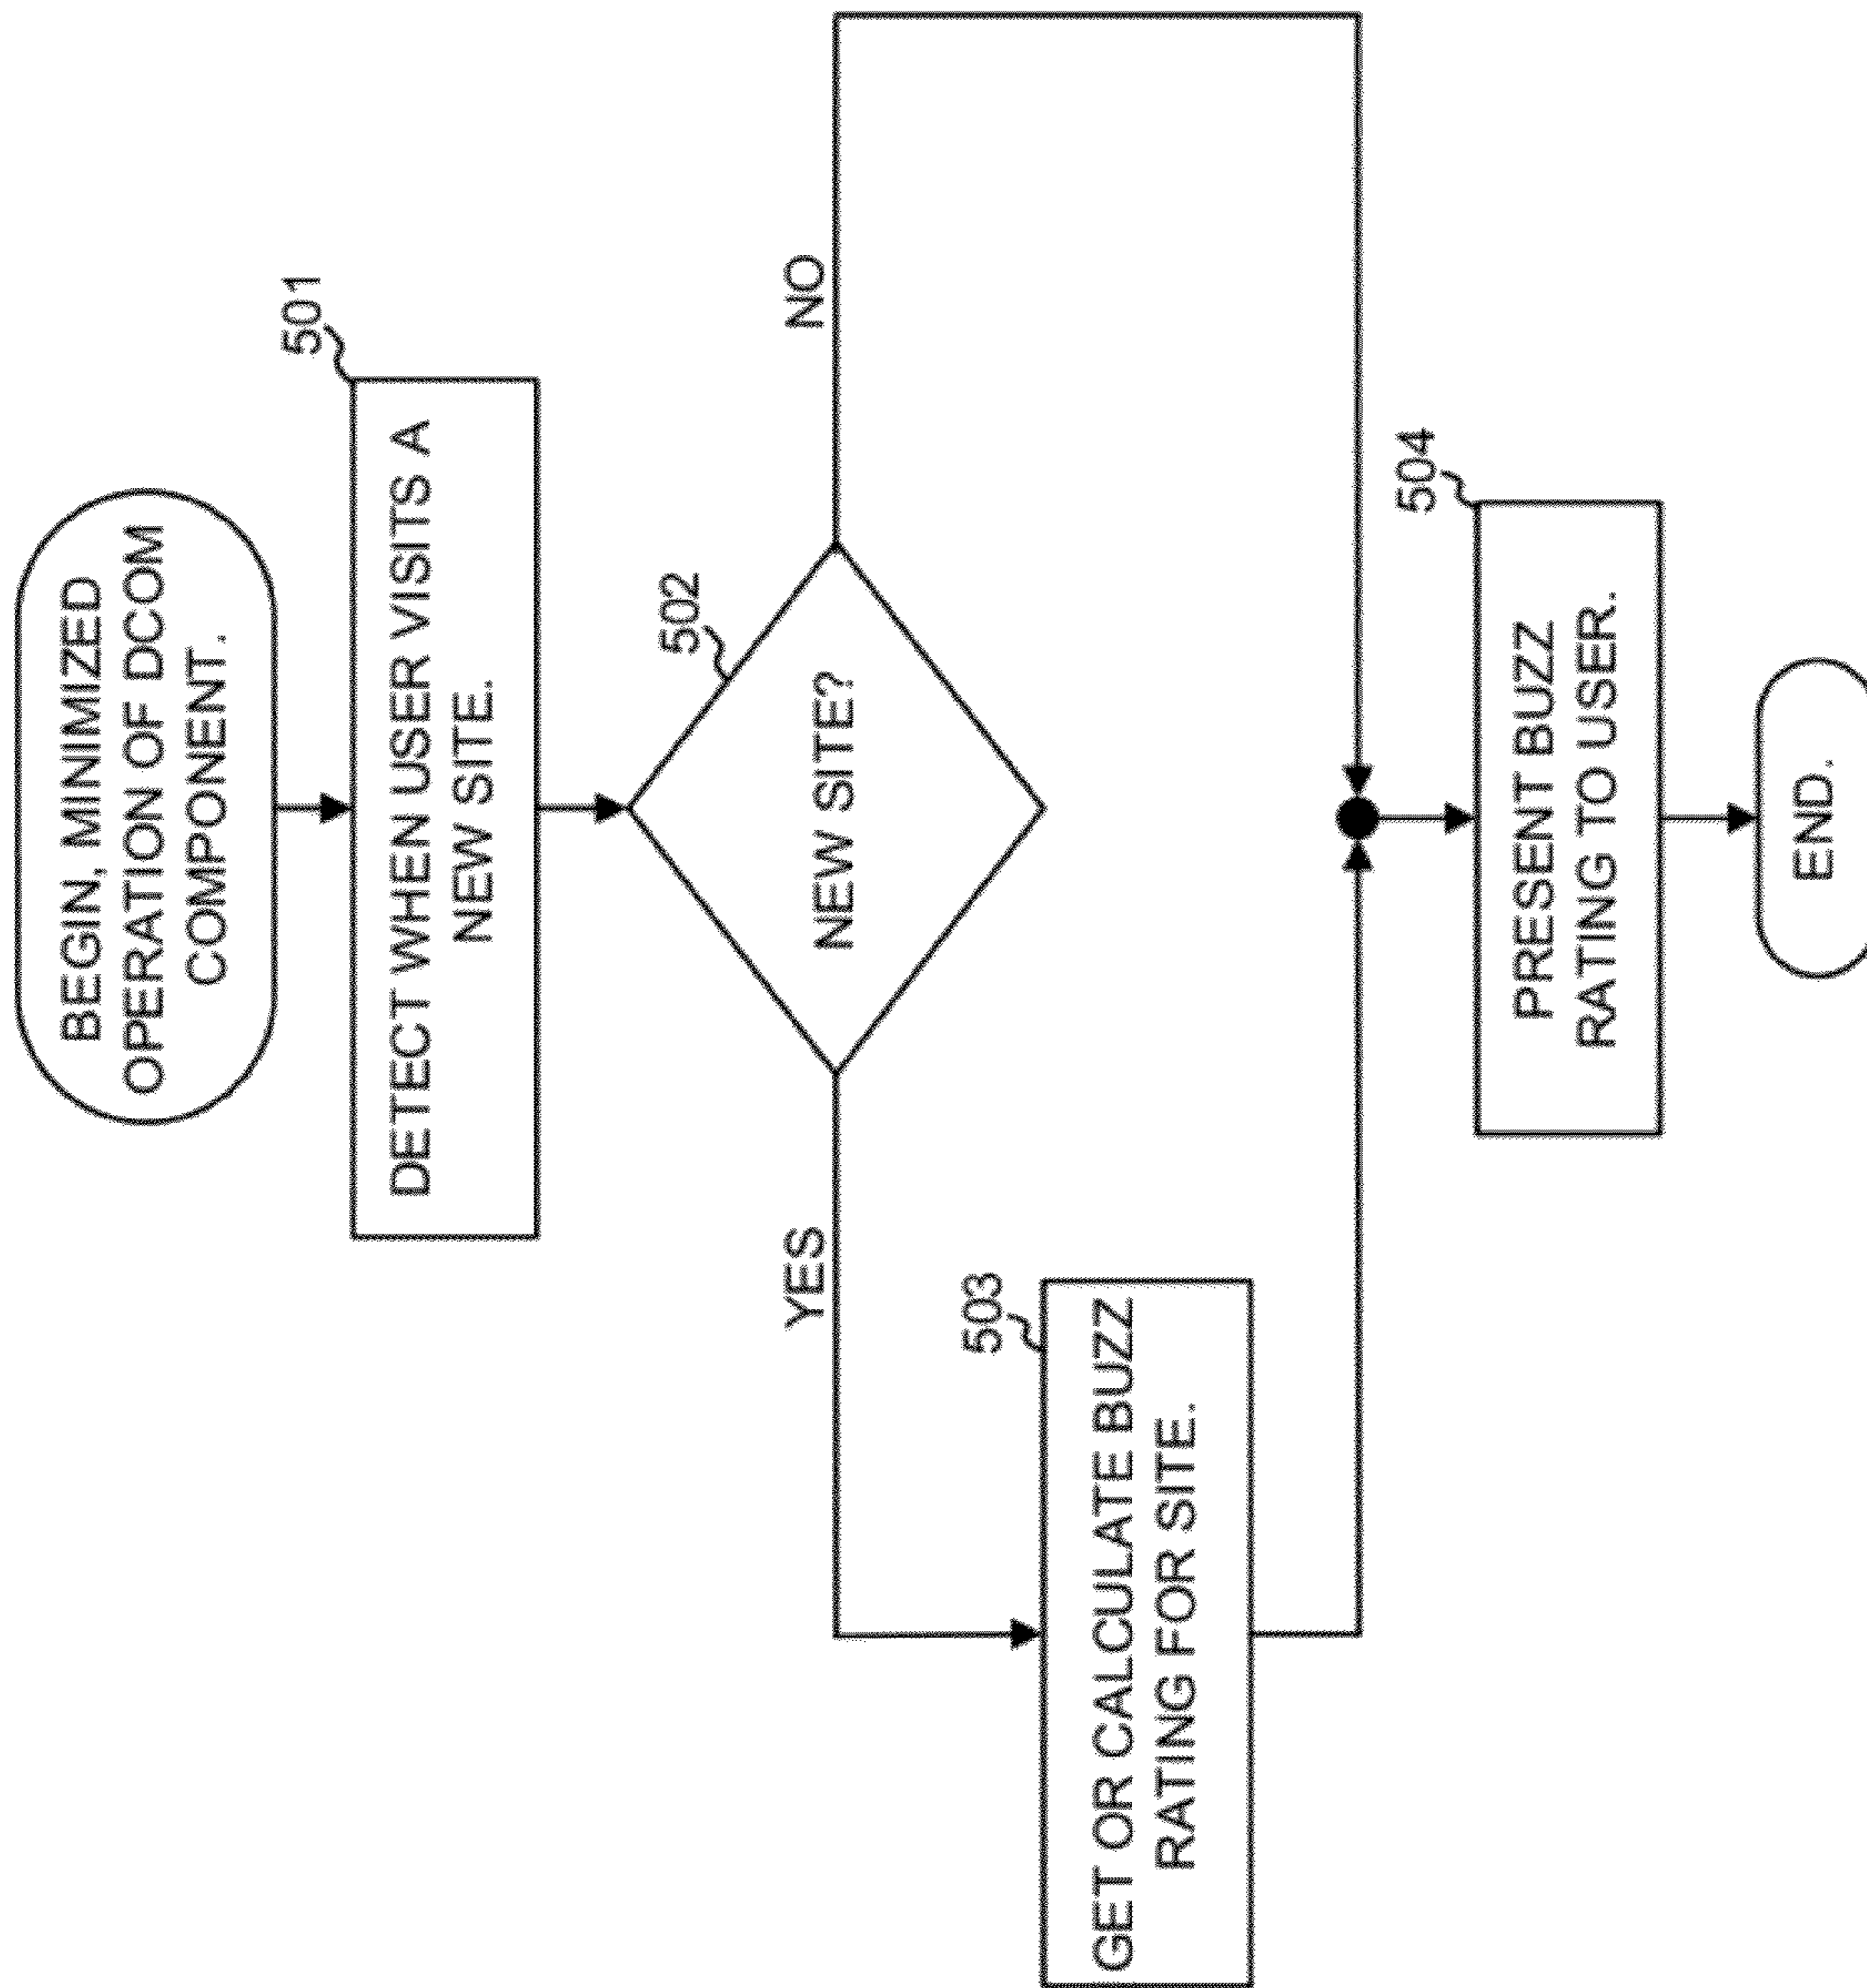 BEGIN, MINIMIZED
OPERATION OF DCOM
COMPONENT.
501
DETECT WHEN USER VISITS A
NEW SITE.
502
NEW SITE?
YES
NO
503
GET OR CALCULATE BUZZ
RATING FOR SITE.
504
PRESENT BUZZ
RATING TO USER.
END.